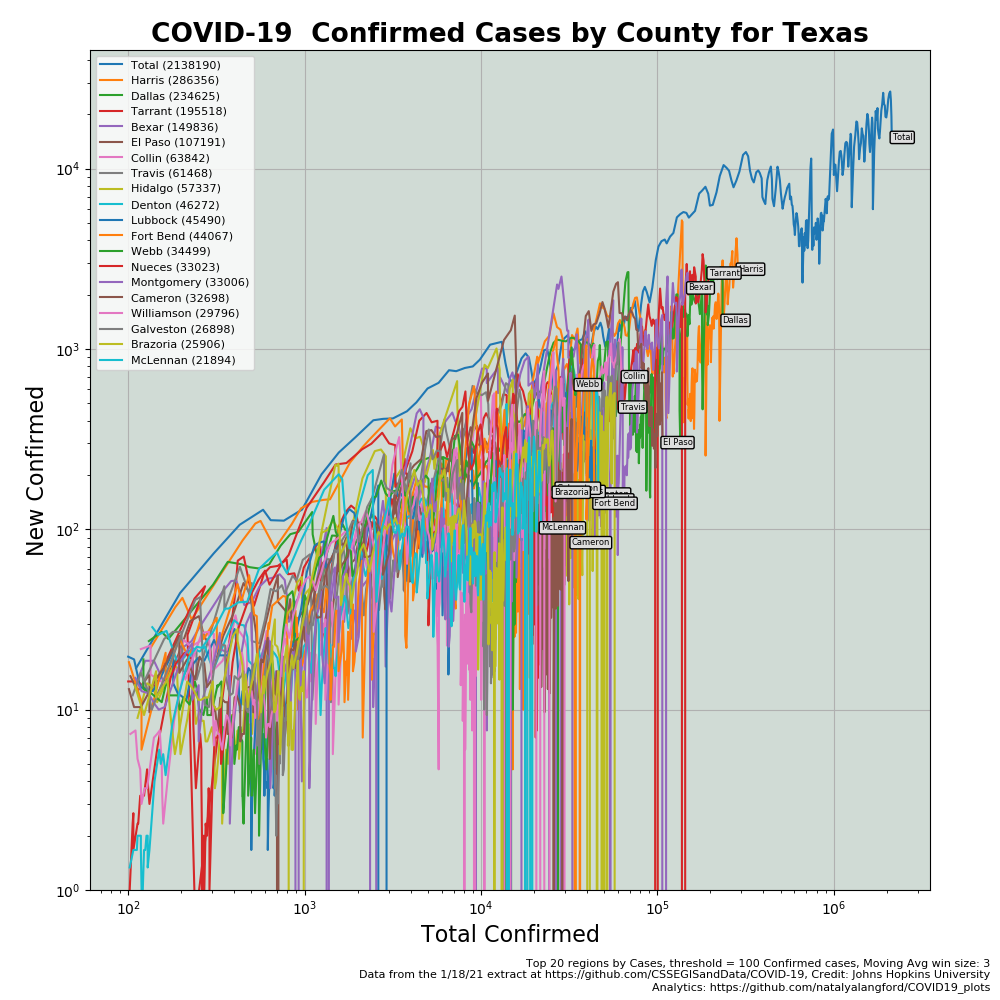 COVID-19  Confirmed Cases by County for Texas
Total (2138190)
Harris (286356)
Dallas (234625)
Tarrant (195518)
Bexar (149836)
El Paso (107191)
Collin (63842)
Travis (61468)
Hidalgo (57337)
Denton (46272)
Lubbock (45490)
Fort Bend (44067)
Webb (34499)
Nueces (33023)
Montgomery (33006)
Cameron (32698)
Williamson (29796)
Galveston (26898)
Brazoria (25906)
McLennan (21894)
Total
Harris
Tarrant
Bexar
Dallas
Collin
Webb
Travis
El Paso
Brazoria
Fort Bend
McLennan
Cameron
10^4
10^3
10^2
10^1
10^0
New Confirmed
10^2
10^3
10^4
10^5
10^6
Total Confirmed
Top 20 regions by Cases, threshold = 100 Confirmed cases, Moving Avg win size: 3
Data from the 1/18/21 extract at https://github.com/CSSEGISandData/COVID-19, Credit: Johns Hopkins University
Analytics: https://github.com/natalyalangford/COVID19_plots